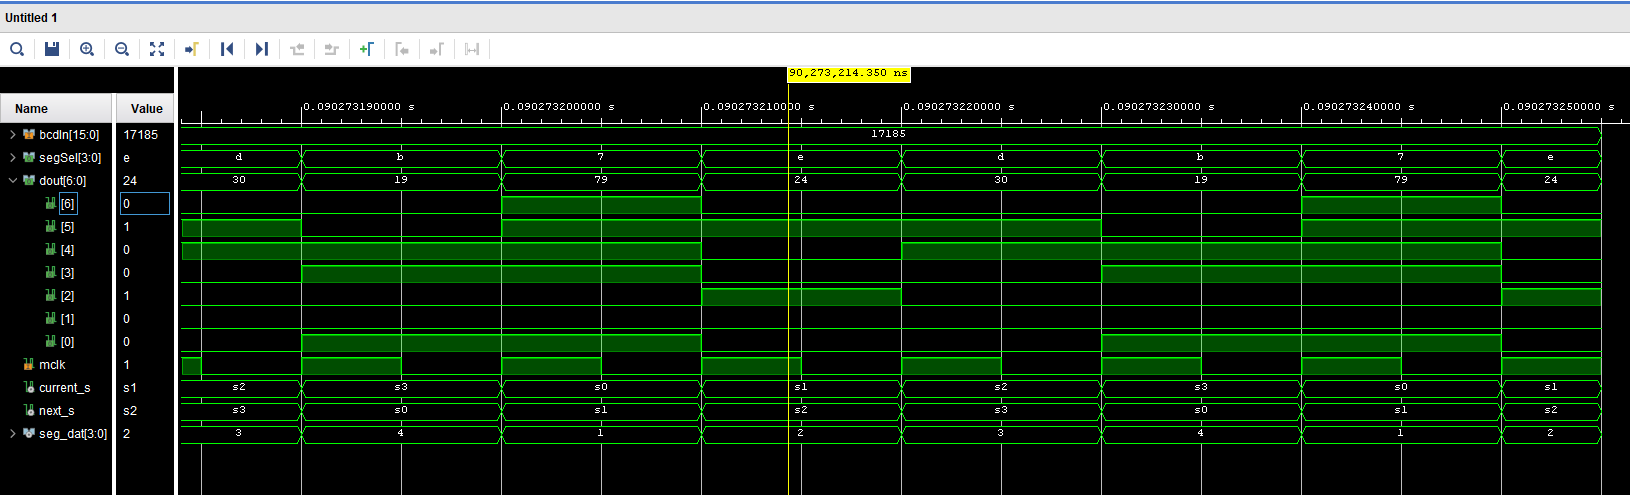 Untitled 1
90,273,214.350 ns
Name Value
0.090273190000 s 0.090273200000 s 0.090273210000 s 0.090273220000 s 0.090273230000 s 0.090273240000 s 0.090273250000 s
bcdIn[15:0] 17185 17185
segSel[3:0] e d b 7 e d b 7 e
dout[6:0] 24 30 19 79 24 30 19 79 24
[6] 0
[5] 1
[4] 0
[3] 0
[2] 1
[1] 0
[0] 0
mclk 1
current_s s1 s2 s3 s0 s1 s2 s3 s0 s1
next_s s2 s3 s0 s1 s2 s3 s0 s1 s2
seg_dat[3:0] 2 3 4 1 2 3 4 1 2